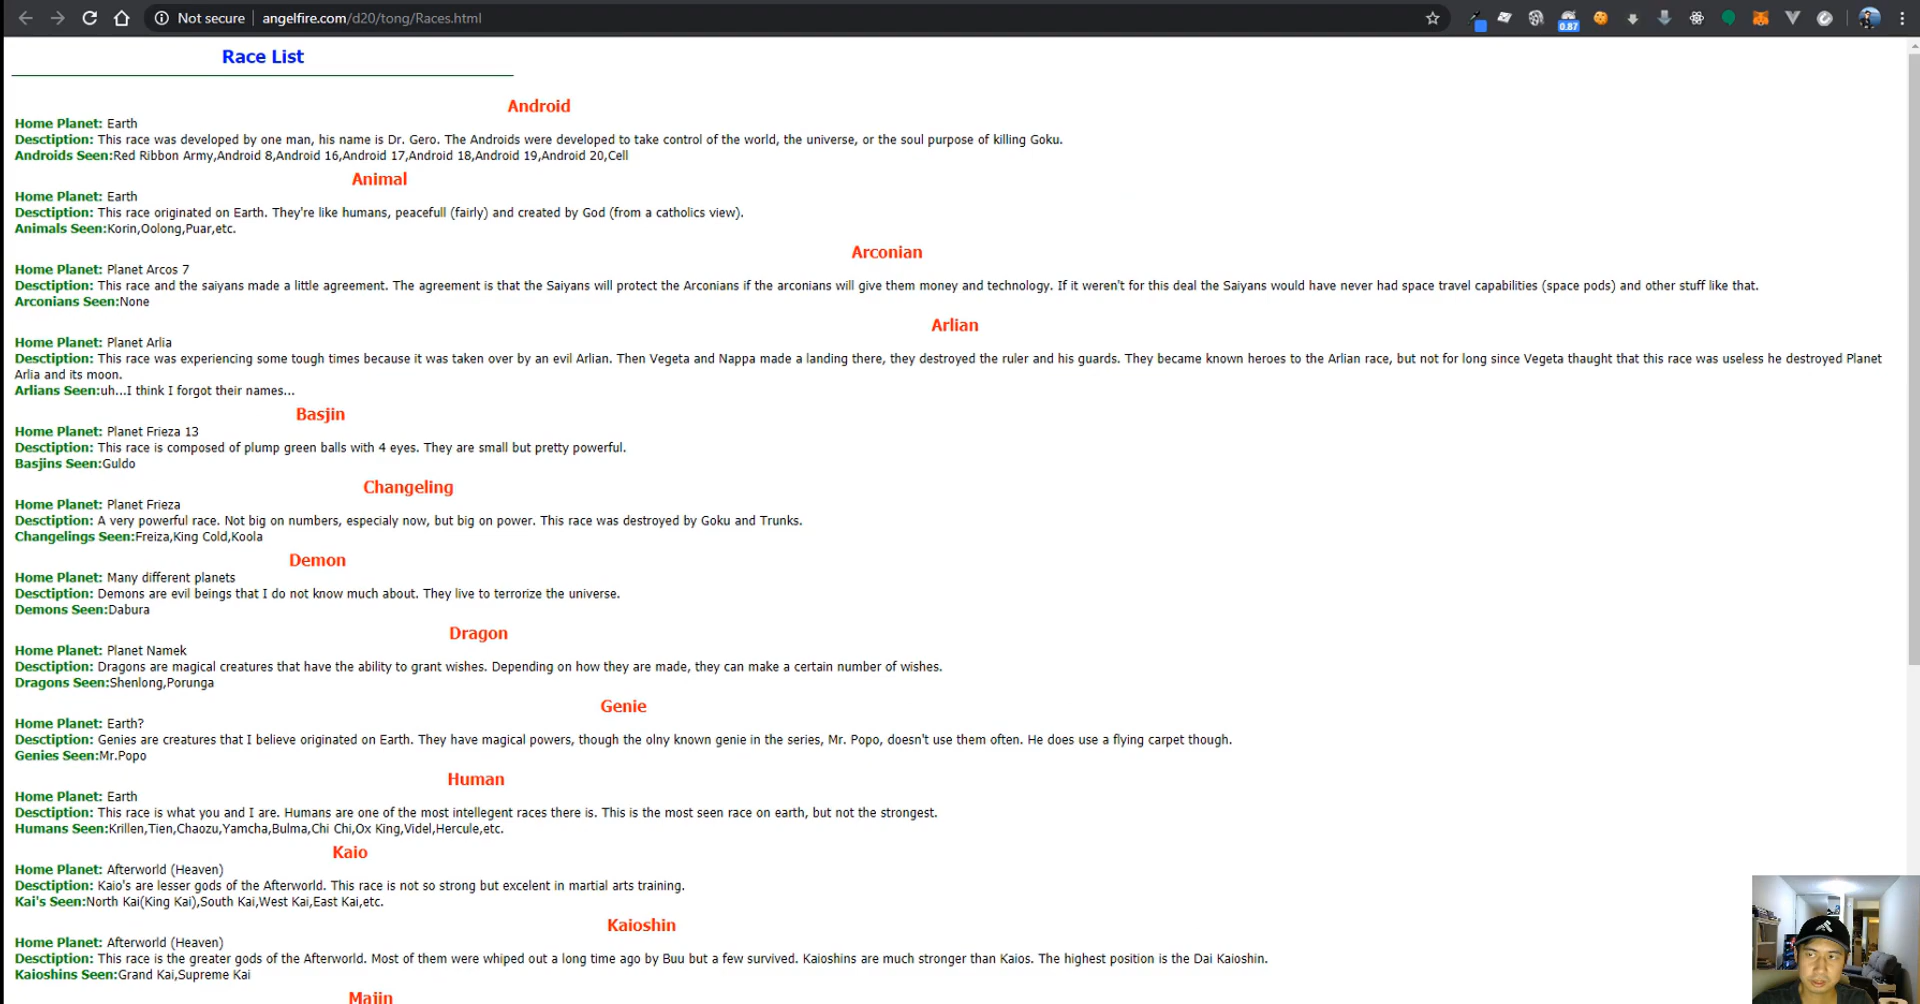 Not secure
angelfire.com/d20/tong/Races.html
0.87
Race List
Android
Home Planet: Earth
Desctiption: This race was developed by one man, his name is Dr. Gero. The Androids were developed to take control of the world, the universe, or the soul purpose of killing Goku.
Androids Seen:Red Ribbon Army,Android 8,Android 16,Android 17,Android 18,Android 19,Android 20,Cell
Animal
Home Planet: Earth
Desctiption: This race originated on Earth. They're like humans, peacefull (fairly) and created by God (from a catholics view).
Animals Seen:Korin,Oolong,Puar,etc.
Arconian
Home Planet: Planet Arcos 7
Desctiption: This race and the saiyans made a little agreement. The agreement is that the Saiyans will protect the Arconians if the arconians will give them money and technology. If it weren't for this deal the Saiyans would have never had space travel capabilities (space pods) and other stuff like that.
Arconians Seen:None
Arlian
Home Planet: Planet Arlia
Desctiption: This race was experiencing some tough times because it was taken over by an evil Arlian. Then Vegeta and Nappa made a landing there, they destroyed the ruler and his guards. They became known heroes to the Arlian race, but not for long since Vegeta thaught that this race was useless he destroyed Planet
Arlia and its moon.
Arlians Seen:uh...I think I forgot their names...
Basjin
Home Planet: Planet Frieza 13
Desctiption: This race is composed of plump green balls with 4 eyes. They are small but pretty powerful.
Basjins Seen:Guldo
Changeling
Home Planet: Planet Frieza
Desctiption: A very powerful race. Not big on numbers, especialy now, but big on power. This race was destroyed by Goku and Trunks.
Changelings Seen:Freiza,King Cold,Koola
Demon
Home Planet: Many different planets
Desctiption: Demons are evil beings that I do not know much about. They live to terrorize the universe.
Demons Seen:Dabura
Dragon
Home Planet: Planet Namek
Desctiption: Dragons are magical creatures that have the ability to grant wishes. Depending on how they are made, they can make a certain number of wishes.
Dragons Seen:Shenlong,Porunga
Genie
Home Planet: Earth?
Desctiption: Genies are creatures that I believe originated on Earth. They have magical powers, though the olny known genie in the series, Mr. Popo, doesn't use them often. He does use a flying carpet though.
Genies Seen:Mr.Popo
Human
Home Planet: Earth
Desctiption: This race is what you and I are. Humans are one of the most intellegent races there is. This is the most seen race on earth, but not the strongest.
Humans Seen:Krillen,Tien,Chaozu,Yamcha,Bulma,Chi Chi,Ox King,Videl,Hercule,etc.
Kaio
Home Planet: Afterworld (Heaven)
Desctiption: Kaio's are lesser gods of the Afterworld. This race is not so strong but excelent in martial arts training.
Kai's Seen:North Kai(King Kai),South Kai,West Kai,East Kai,etc.
Kaioshin
Home Planet: Afterworld (Heaven)
Desctiption: This race is the greater gods of the Afterworld. Most of them were whiped out a long time ago by Buu but a few survived. Kaioshins are much stronger than Kaios. The highest position is the Dai Kaioshin.
Kaioshins Seen:Grand Kai,Supreme Kai
Majin